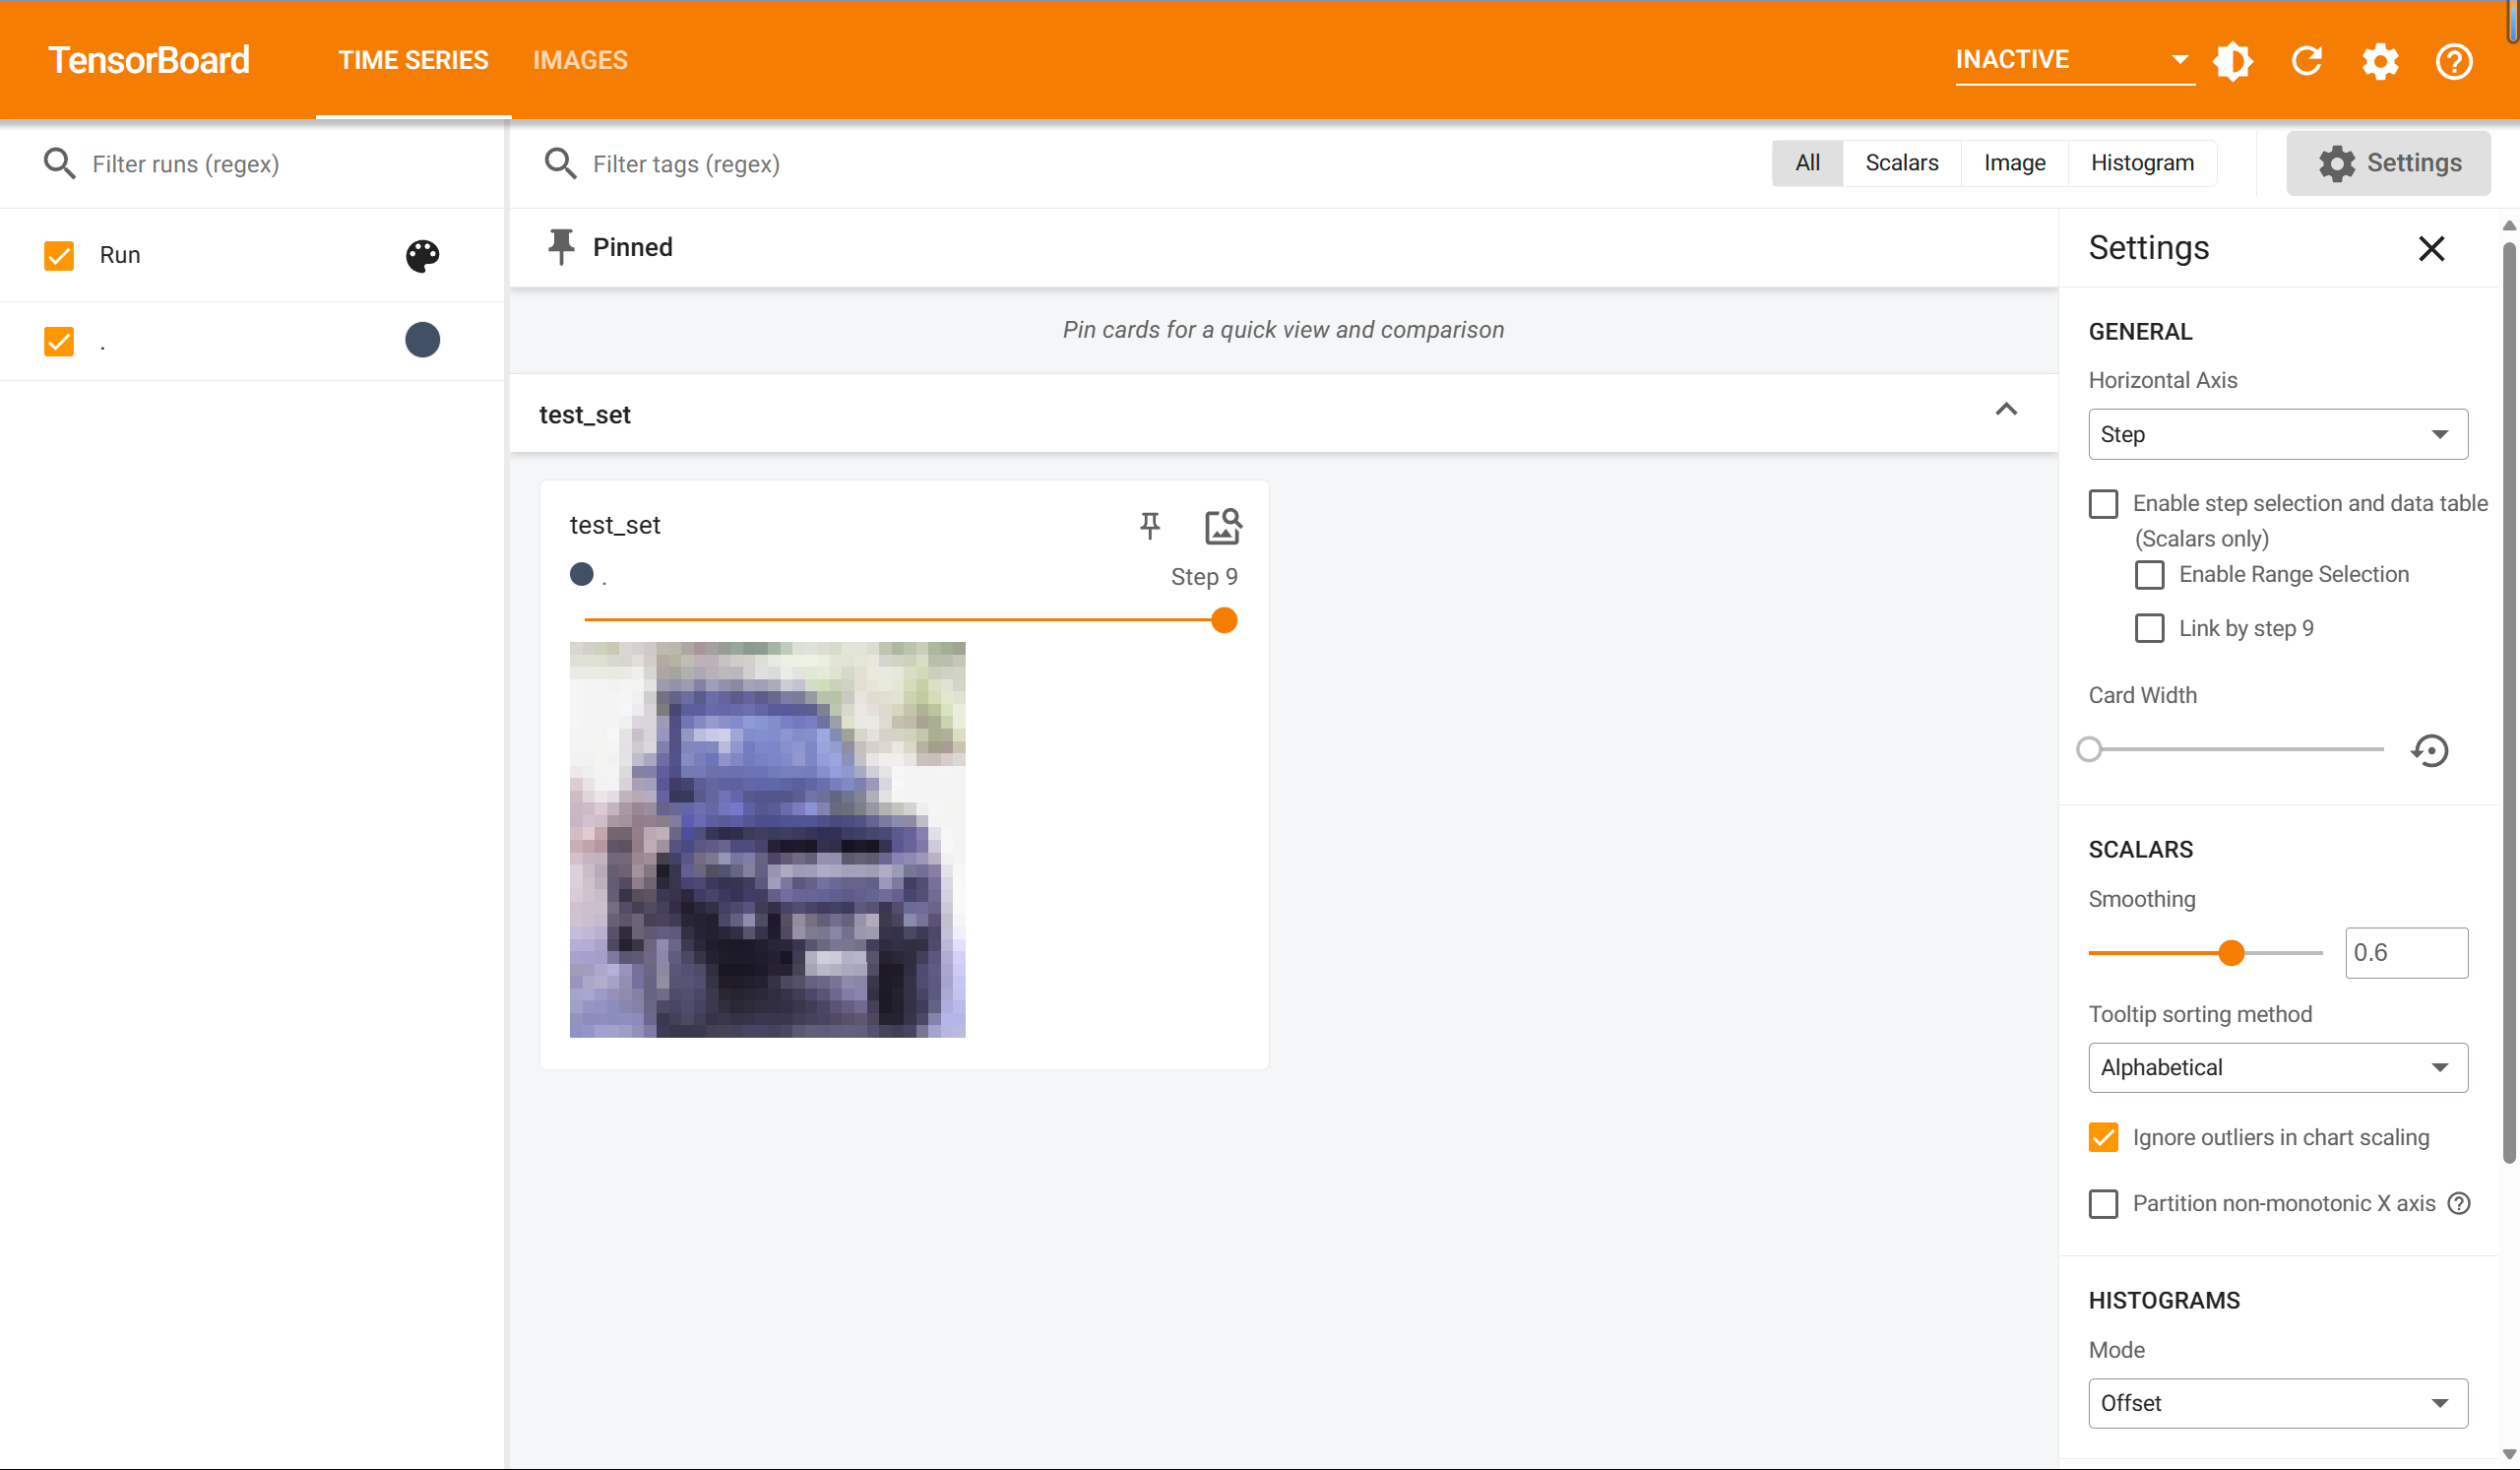 TensorBoard
TIME SERIES
IMAGES
INACTIVE
Filter runs (regex)
Filter tags (regex)
All
Scalars
Image
Histogram
Settings
Run
.
Pinned
Pin cards for a quick view and comparison
test_set
test_set
.
Step 9
Settings
GENERAL
Horizontal Axis
Step
Enable step selection and data table
(Scalars only)
Enable Range Selection
Link by step 9
Card Width
SCALARS
Smoothing
0.6
Tooltip sorting method
Alphabetical
Ignore outliers in chart scaling
Partition non-monotonic X axis
HISTOGRAMS
Mode
Offset